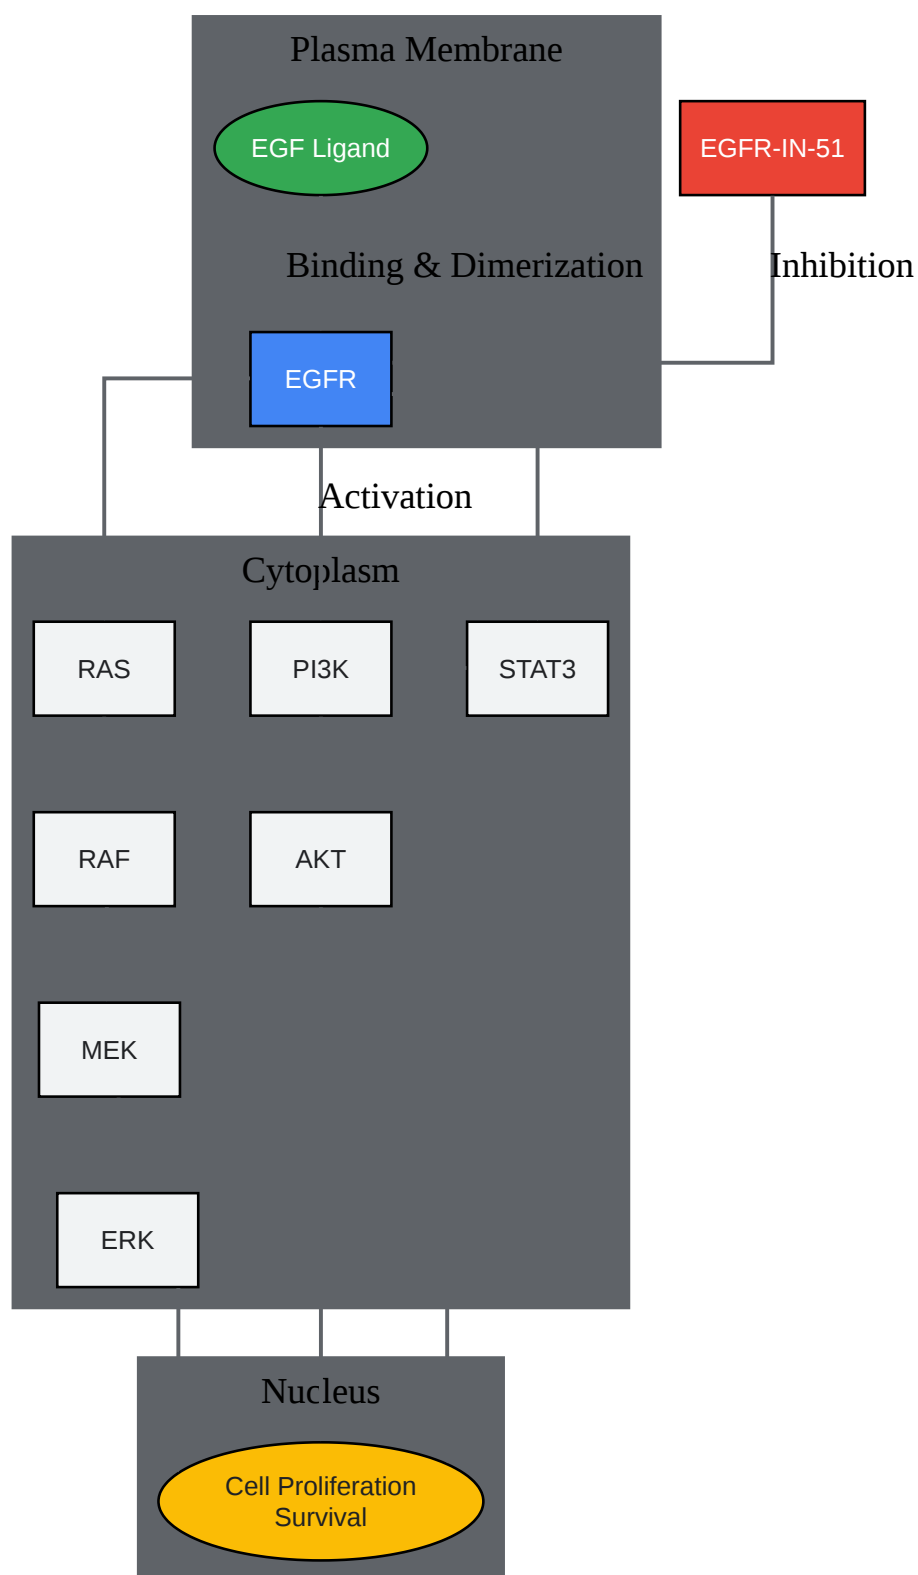 Plasma Membrane
EGF Ligand
EGFR-IN-51
Binding & Dimerization
Inhibition
EGFR
Activation
Cytoplasm
RAS
PI3K
STAT3
RAF
AKT
MEK
ERK
Nucleus
Cell Proliferation
Survival